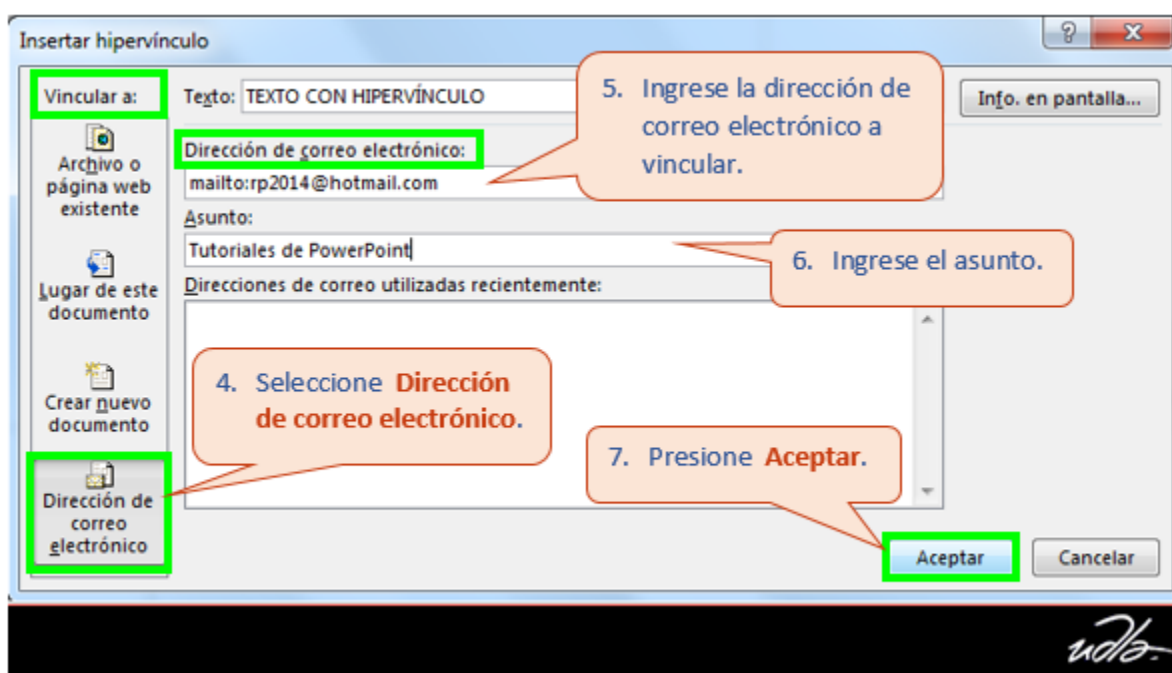 Insertar hipervínculo
?
Vincular a:
Texto: TEXTO CON HIPERVÍNCULO
Info. en pantalla...
5. Ingrese la dirección de
correo electrónico a
vincular.
Archivo o
página web
existente
Dirección de correo electrónico:
mailto:rp2014@hotmail.com
Asunto:
Tutoriales de PowerPoint
6. Ingrese el asunto.
Lugar de este
documento
Direcciones de correo utilizadas recientemente:
Crear nuevo
documento
4. Seleccione Dirección
de correo electrónico.
7. Presione Aceptar.
Dirección de
correo
electrónico
Aceptar
Cancelar
udla-